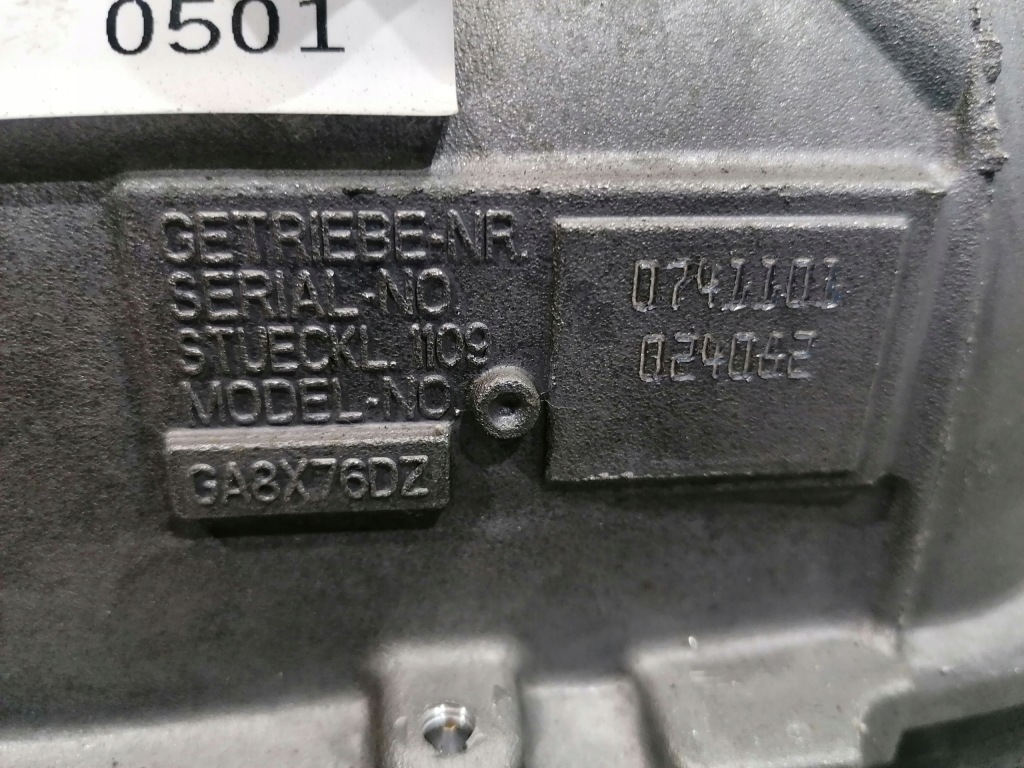 0501
GETRIEBE-NR.
SERIAL-NO.
STUECKL. 1109
MODEL-NO.
GA8X76DZ
0741101
024062